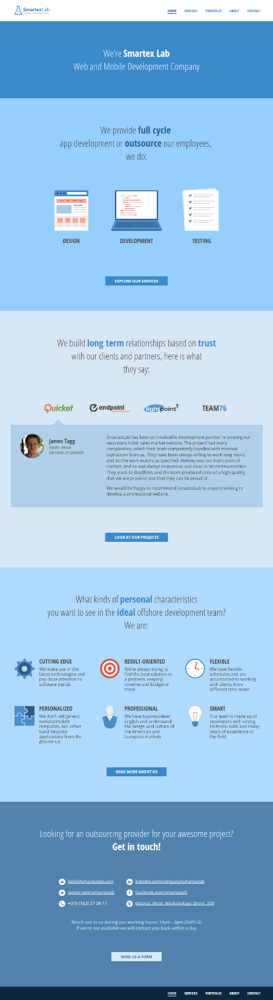 SmartexLab
HOME SERVICES PORTFOLIO ABOUT CONTACT
We're Smartex Lab
Web and Mobile Development Company
We provide full cycle
app development or outsource our employees,
we do:
DESIGN DEVELOPMENT TESTING
EXPLORE OUR SERVICES
We build long term relationships based on trust
with our clients and partners, here is what
they say:
Quicket endpoint lightpoint TEAM76
consulting.com
James Tagg
South Africa
Director at Quicket
SmartexLab has been an invaluable development partner in creating our
secondary ticket sales market website. The project had many
complexities, which their team competently handled with minimal
instruction from us. They have been always willing to work long hours,
and do the work exactly as specified. Aleksey was our main point of
contact, and he was always responsive and clear in his communication.
They stuck to deadlines and the team produced code of a high quality,
that we are proud of and that they can be proud of.
We would be happy to recommend SmartexLab to anyone looking to
develop a professional website.
LOOK AT OUR PROJECTS
What kinds of personal characteristics
you want to see in the ideal offshore development team?
We are:
CUTTING EDGE
We make use of the
latest technologies and
pay close attention to
software trends
RESULT-ORIENTED
We're always trying to
find the best solution to
a problem, keeping
timeline and budget in
mind
FLEXIBLE
We have flexible
schedules and are
accustomed to working
with clients from
different time zones
PERSONALIZED
We don't sell generic
website/mobile
templates, but rather
build bespoke
applications from the
ground up
PROFESSIONAL
We have business-level
English and understand
the design and culture of
the American and
European markets
SMART
Our team is made up of
developers with strong
technical skills and many
years of experience in
the field
READ MORE ABOUT US
Looking for an outsourcing provider for your awesome project?
Get in touch!
hello@smartexlab.com linkedin.com/company/smartexlab
twitter.com/smartexlab facebook.com/smartexlab
+375 (162) 27-29-17 Belarus, Brest, Moskovskaya Street, 208
Reach out to us during our working hours: 10am - 6pm (GMT+3)
If we're not available we will contact you back within a day
SEND US A FORM
HOME SERVICES PORTFOLIO ABOUT CONTACT